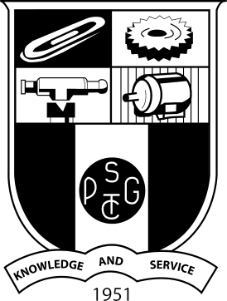 S
P S G
T
C
KNOWLEDGE AND SERVICE
1951